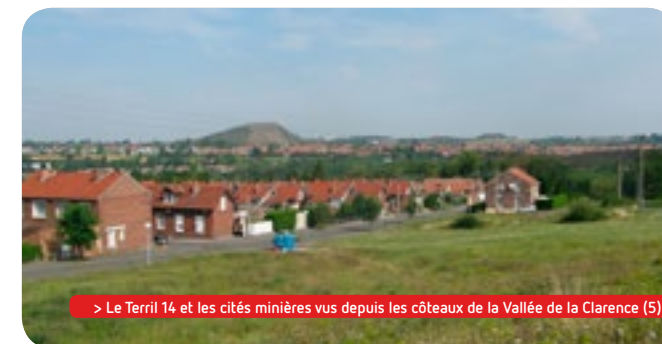 > Le Terril 14 et les cités minières vus depuis les côteaux de la Vallée de la Clarence (5)